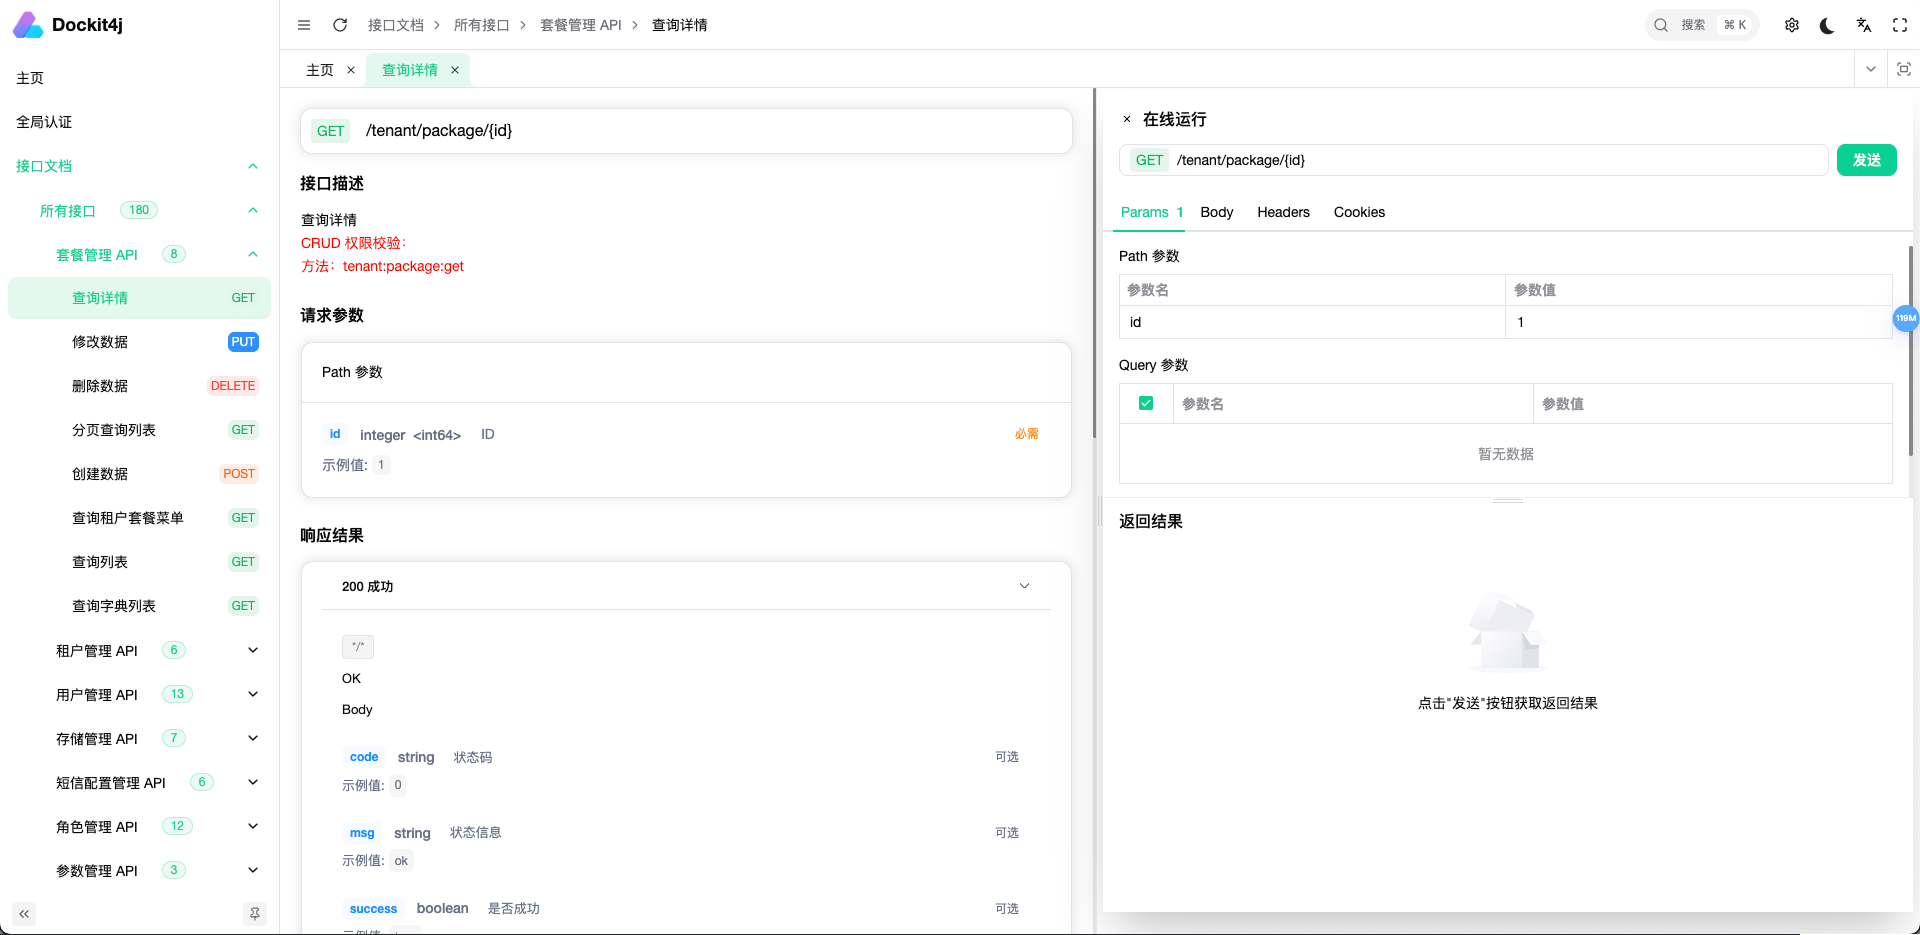 Dockit4j
主页
全局认证
接口文档
所有接口 180
套餐管理 API 8
查询详情 GET
修改数据 PUT
删除数据 DELETE
分页查询列表 GET
创建数据 POST
查询租户套餐菜单 GET
查询列表 GET
查询字典列表 GET
租户管理 API 6
用户管理 API 13
存储管理 API 7
短信配置管理 API 6
角色管理 API 12
参数管理 API 3
接口文档 > 所有接口 > 套餐管理 API > 查询详情
搜索 ⌘ K
主页 × 查询详情 ×
GET /tenant/package/{id}
接口描述
查询详情
CRUD 权限校验：
方法：tenant:package:get
请求参数
Path 参数
id integer <int64> ID 必需
示例值: 1
响应结果
200 成功
*/*
OK
Body
code string 状态码 可选
示例值: 0
msg string 状态信息 可选
示例值: ok
success boolean 是否成功 可选
× 在线运行
GET /tenant/package/{id} 发送
Params 1 Body Headers Cookies
Path 参数
参数名 参数值
id 1
Query 参数
参数名 参数值
暂无数据
119M
返回结果
点击"发送"按钮获取返回结果